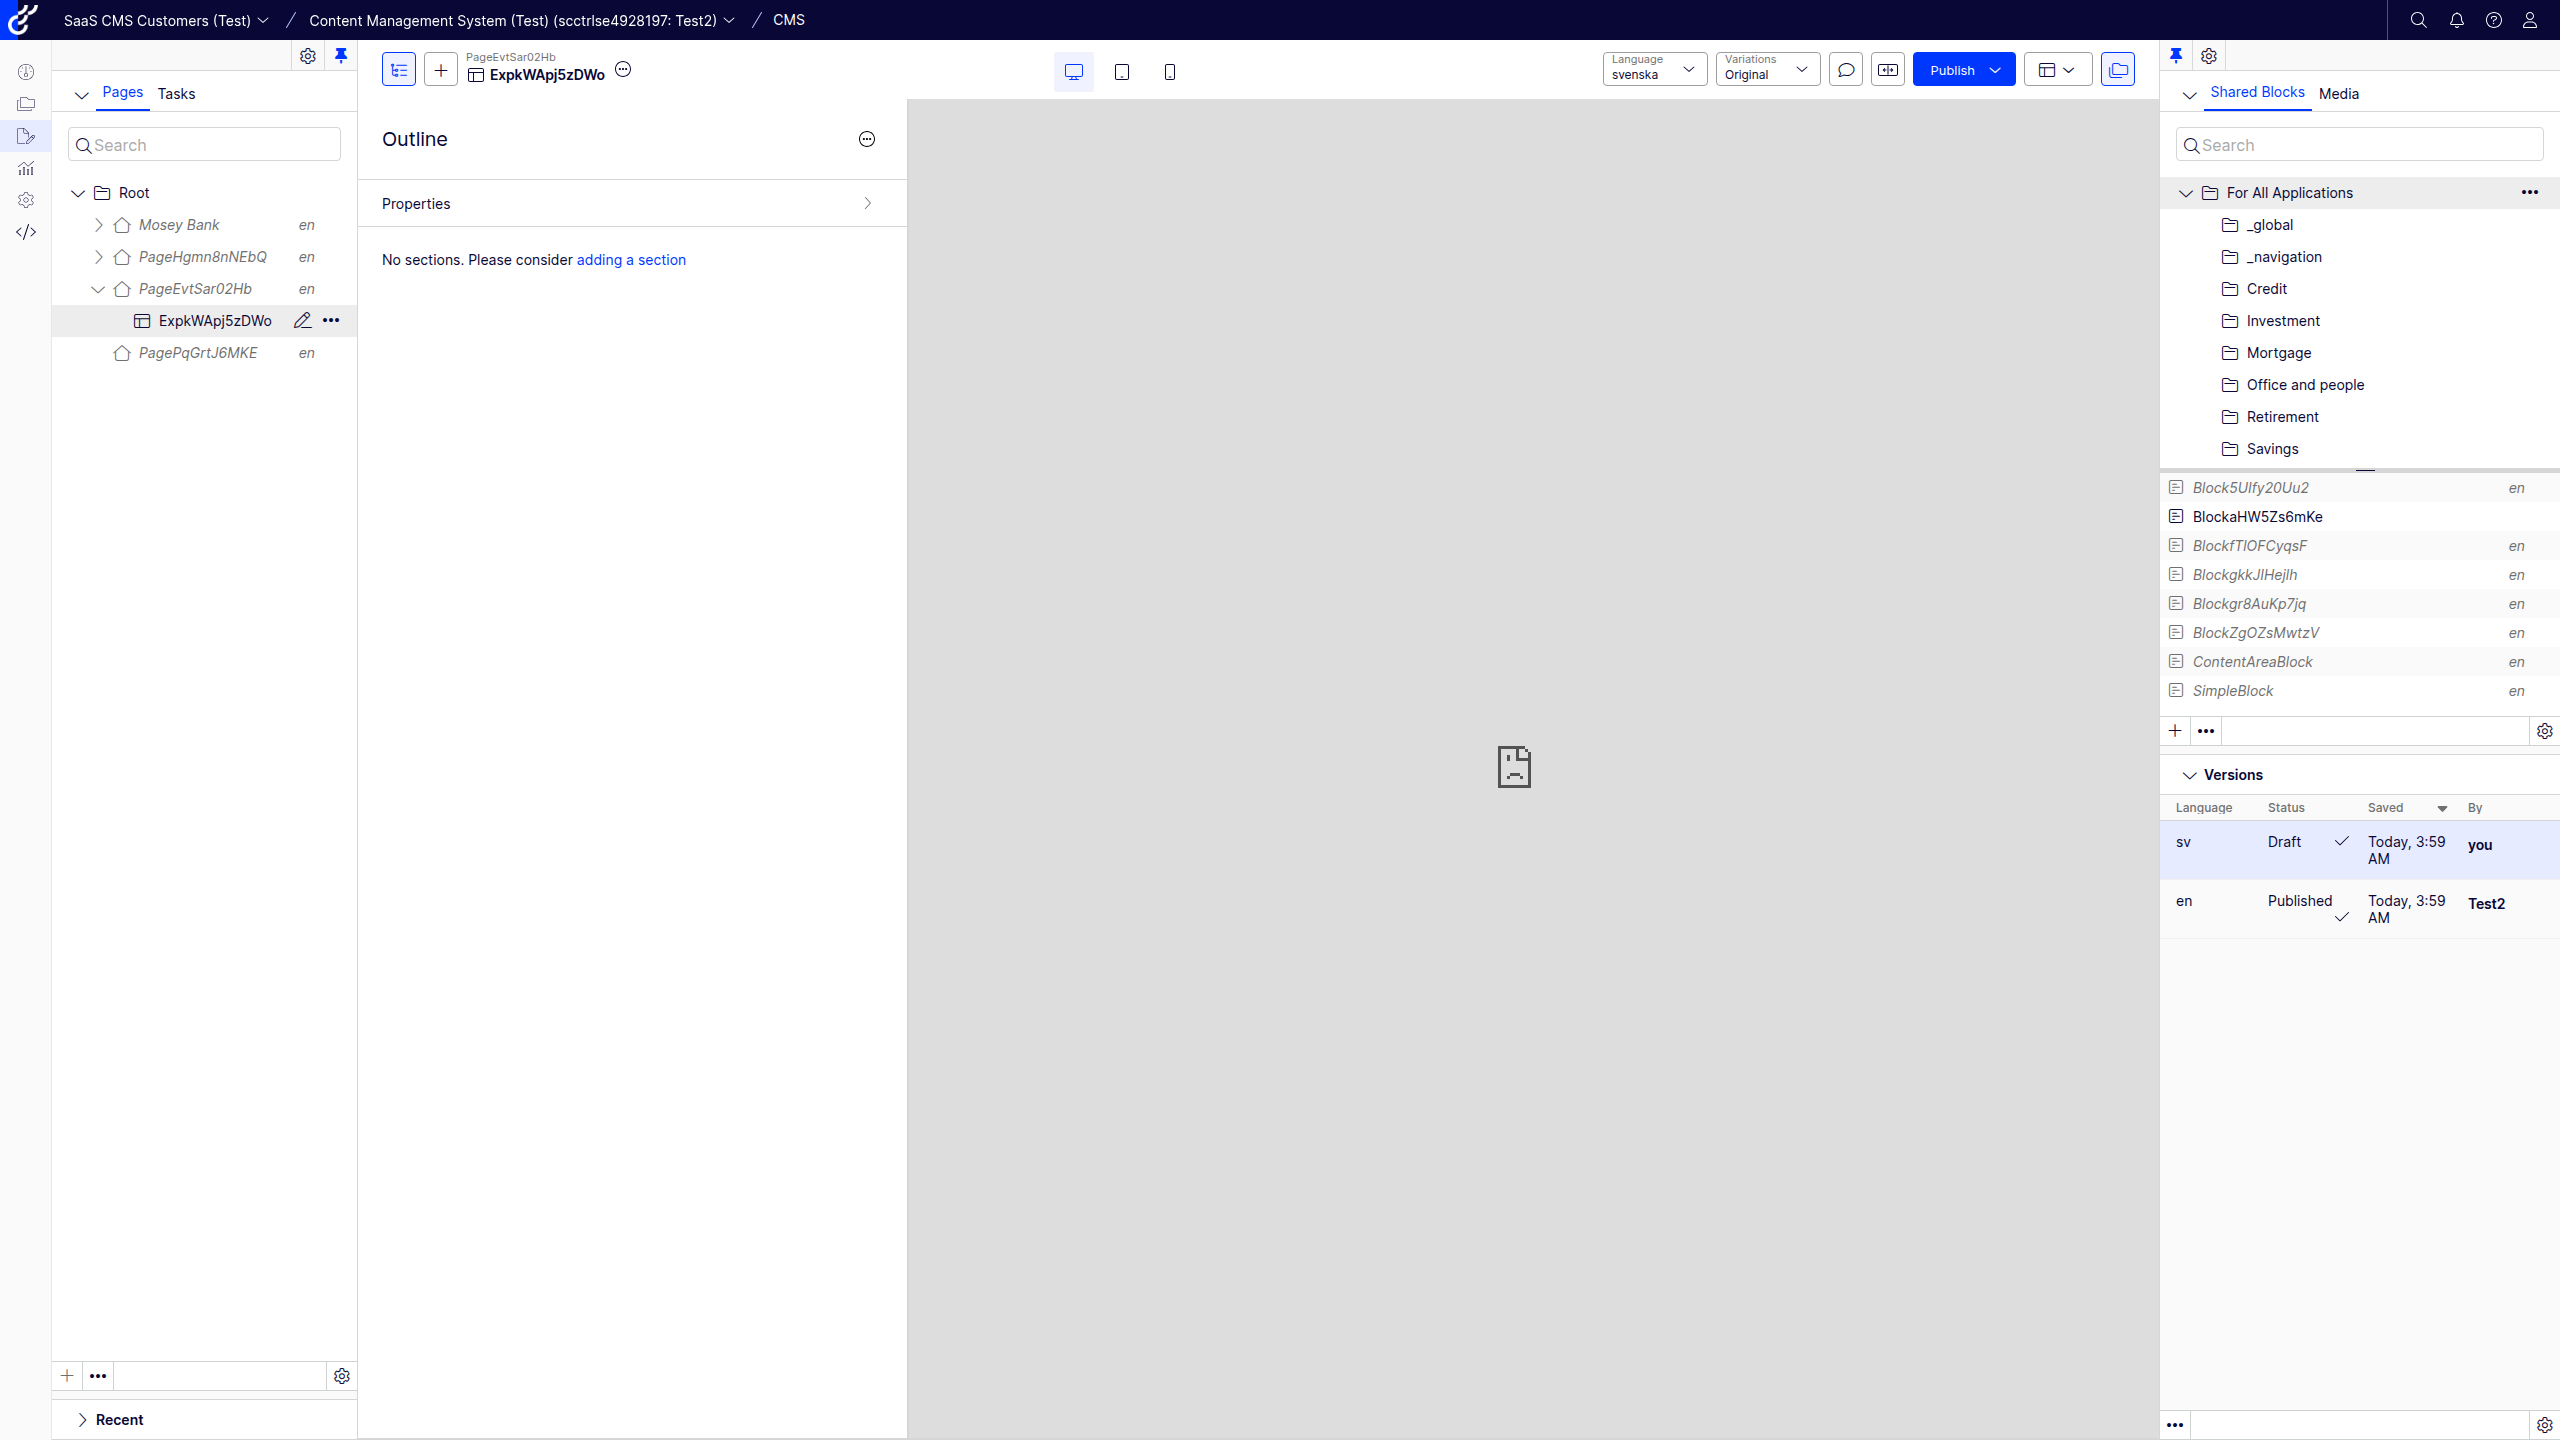 SaaS CMS Customers (Test) / Content Management System (Test) (scctrlse4928197: Test2) / CMS
Pages Tasks
Search
Root
Mosey Bank en
PageHgmn8nNEbQ en
PageEvtSar02Hb en
ExpkWApj5zDWo
PagePqGrtJ6MKE en
Recent
PageEvtSar02Hb
ExpkWApj5zDWo
Language
svenska
Variations
Original
Publish
Outline
Properties
No sections. Please consider adding a section
Shared Blocks Media
Search
For All Applications
_global
_navigation
Credit
Investment
Mortgage
Office and people
Retirement
Savings
Block5Ulfy20Uu2 en
BlockaHW5Zs6mKe
BlockfTlOFCyqsF en
BlockgkkJlHejlh en
Blockgr8AuKp7jq en
BlockZgOZsMwtzV en
ContentAreaBlock en
SimpleBlock en
Versions
Language Status Saved By
sv Draft Today, 3:59 AM you
en Published Today, 3:59 AM Test2